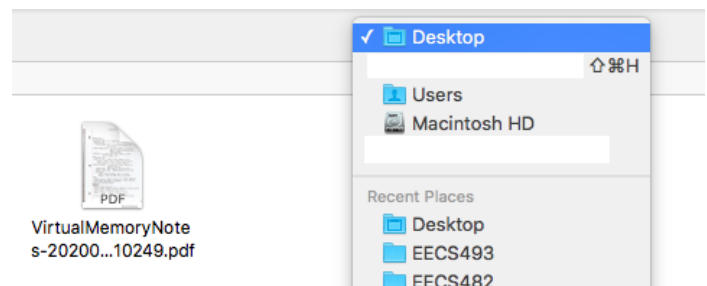 ✓ Desktop
⇧⌘H
Users
Macintosh HD
PDF
VirtualMemoryNote
s-20200...10249.pdf
Recent Places
Desktop
EECS493
EECS482